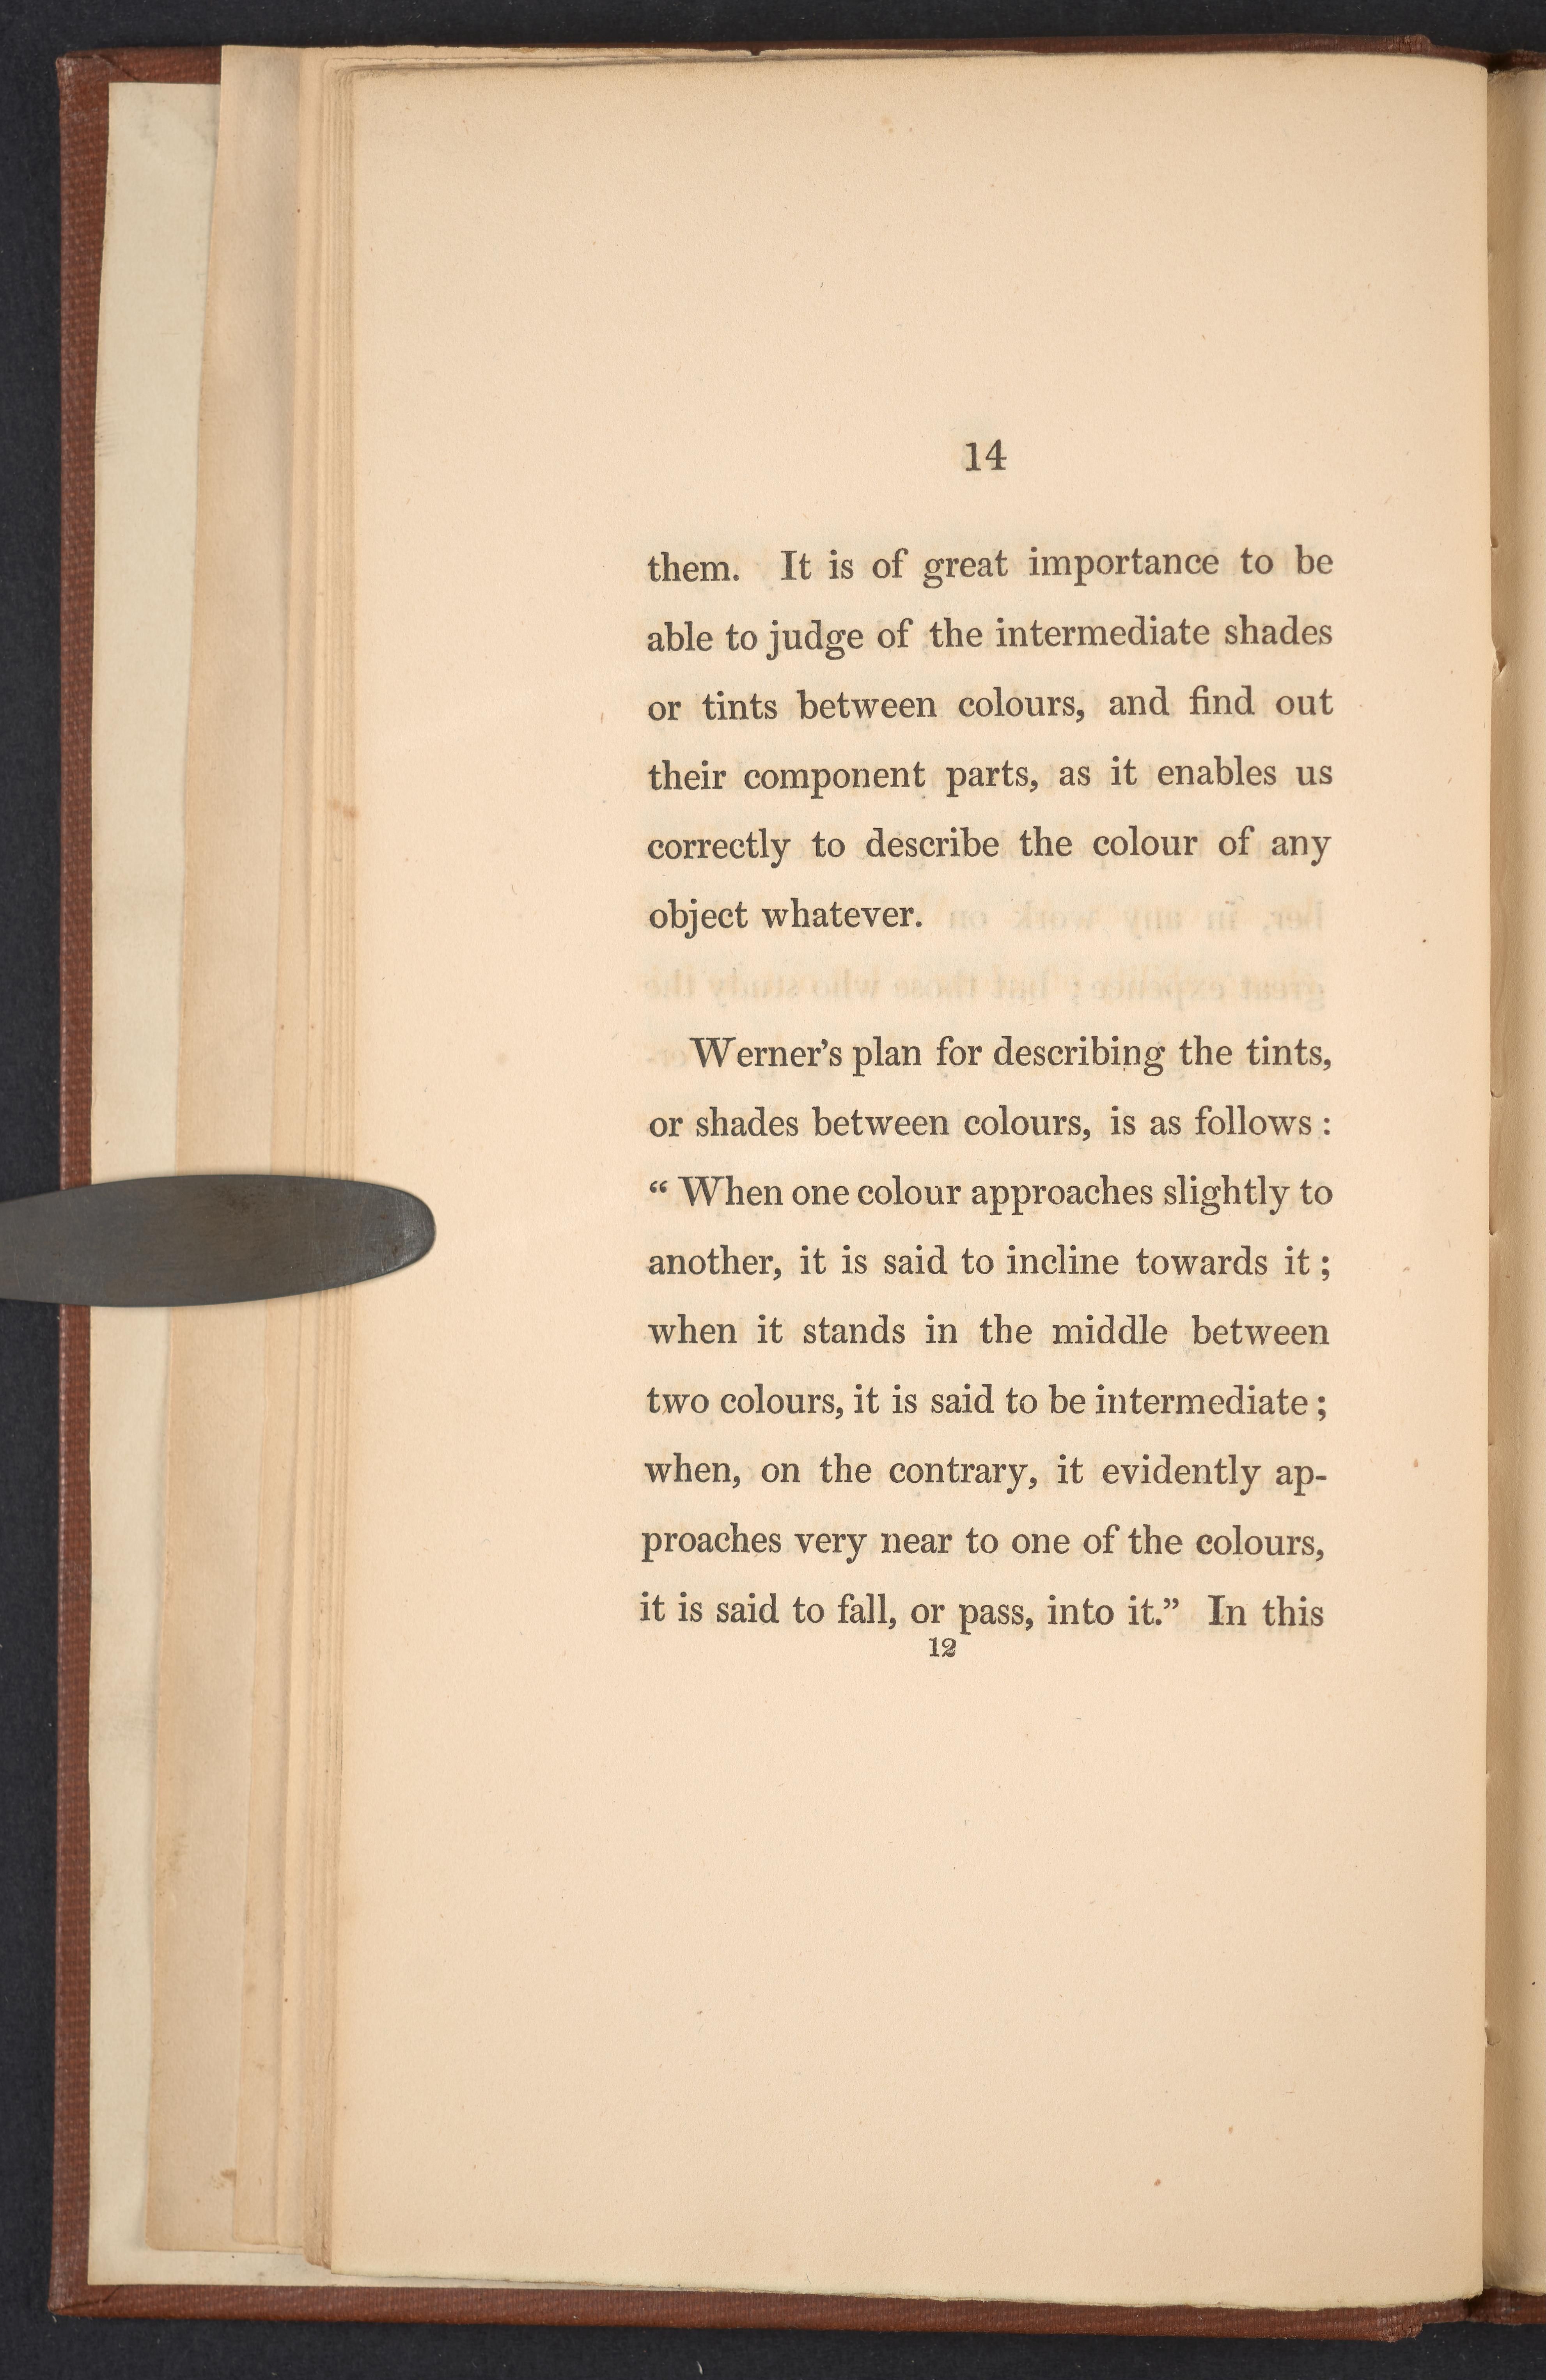 14
them. It is of great importance to be
able to judge of the intermediate shades
or tints between colours, and find out
their component parts, as it enables us
correctly to describe the colour of any
object whatever.
Werner’s plan for describing the tints,
or shades between colours, is as follows :
“ When one colour approaches slightly to
another, it is said to incline towards it ;
when it stands in the middle between
two colours, it is said to be intermediate ;
when, on the contrary, it evidently ap-
proaches very near to one of the colours,
it is said to fall, or pass, into it.” In this
12